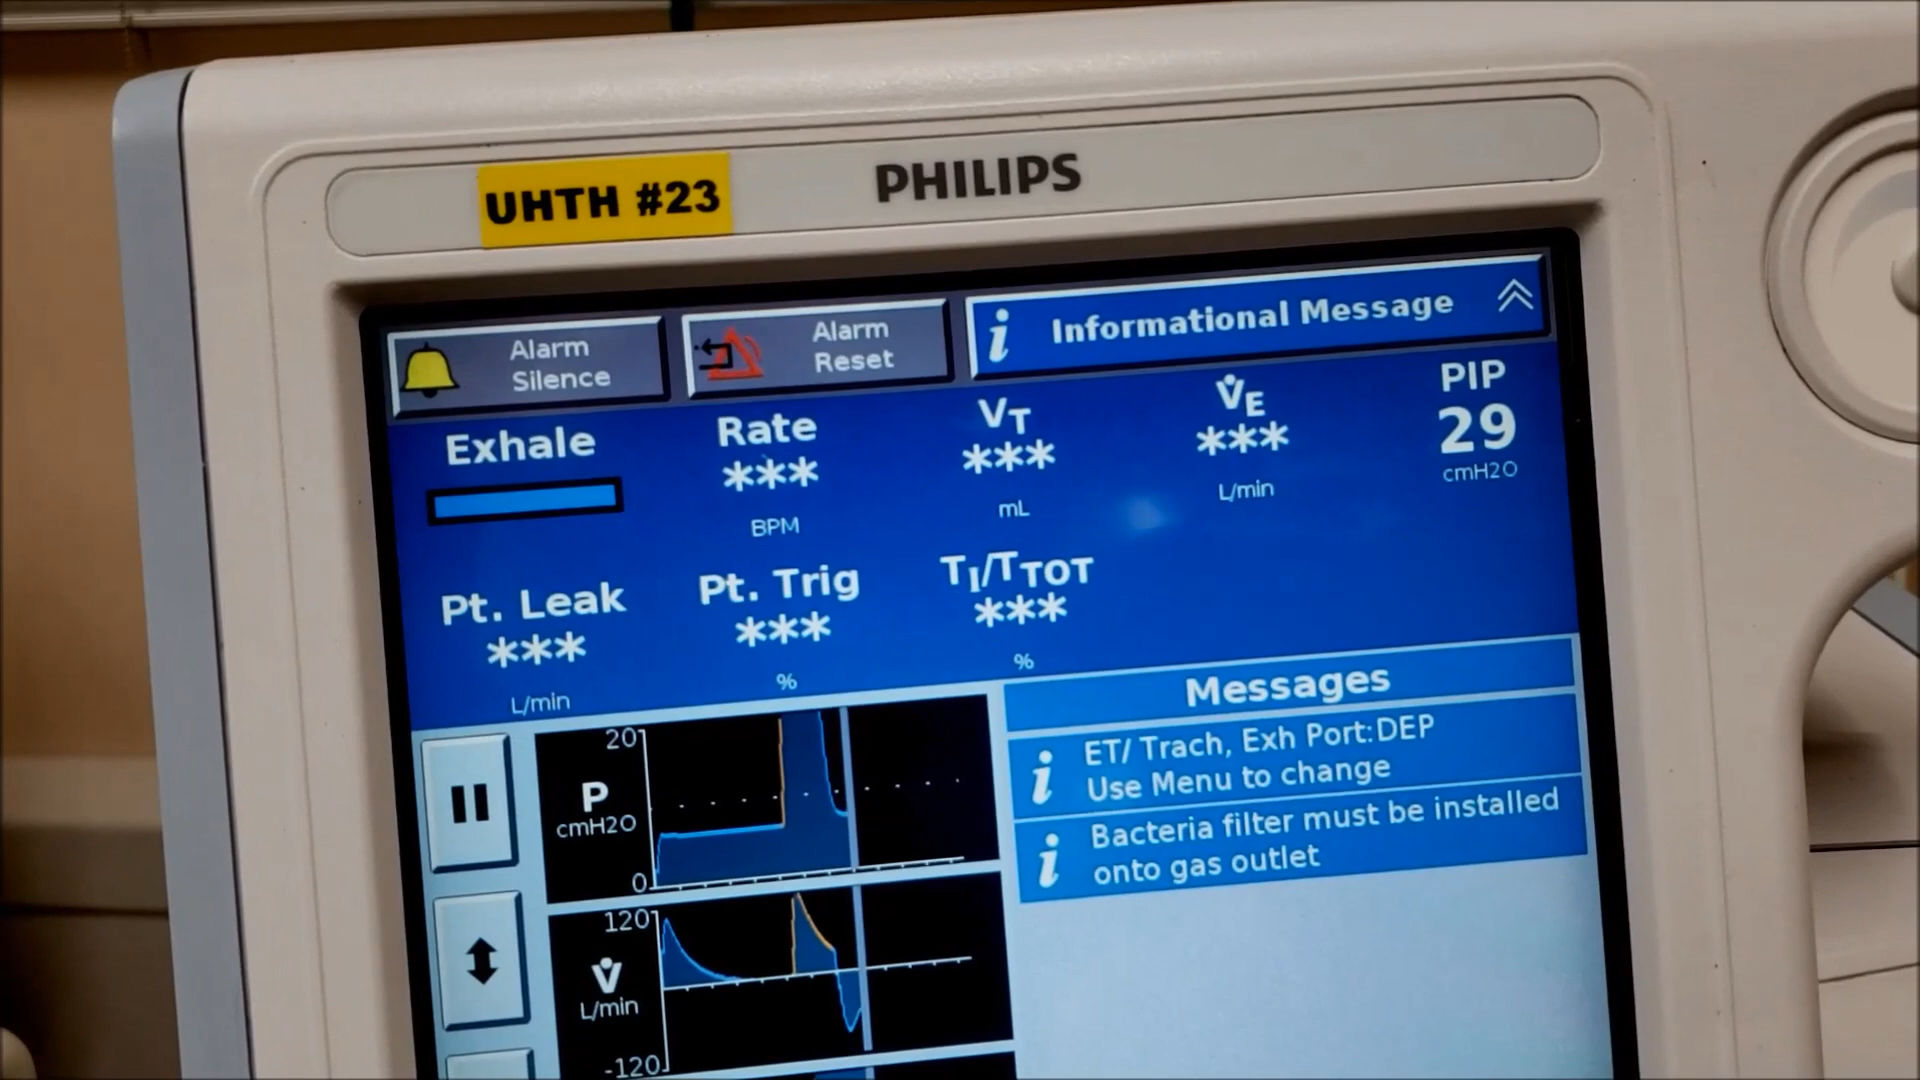 UHTH #23
PHILIPS
Alarm
Silence
Alarm
Reset
i Informational Message
Exhale
Rate
***
BPM
VT
***
mL
V̇E
***
L/min
PIP
29
cmH2O
Pt. Leak
***
L/min
Pt. Trig
***
%
TI/TTOT
***
%
Messages
i ET/ Trach, Exh Port:DEP
Use Menu to change
i Bacteria filter must be installed
onto gas outlet
20
P
cmH2O
0
120
V̇
L/min
-120